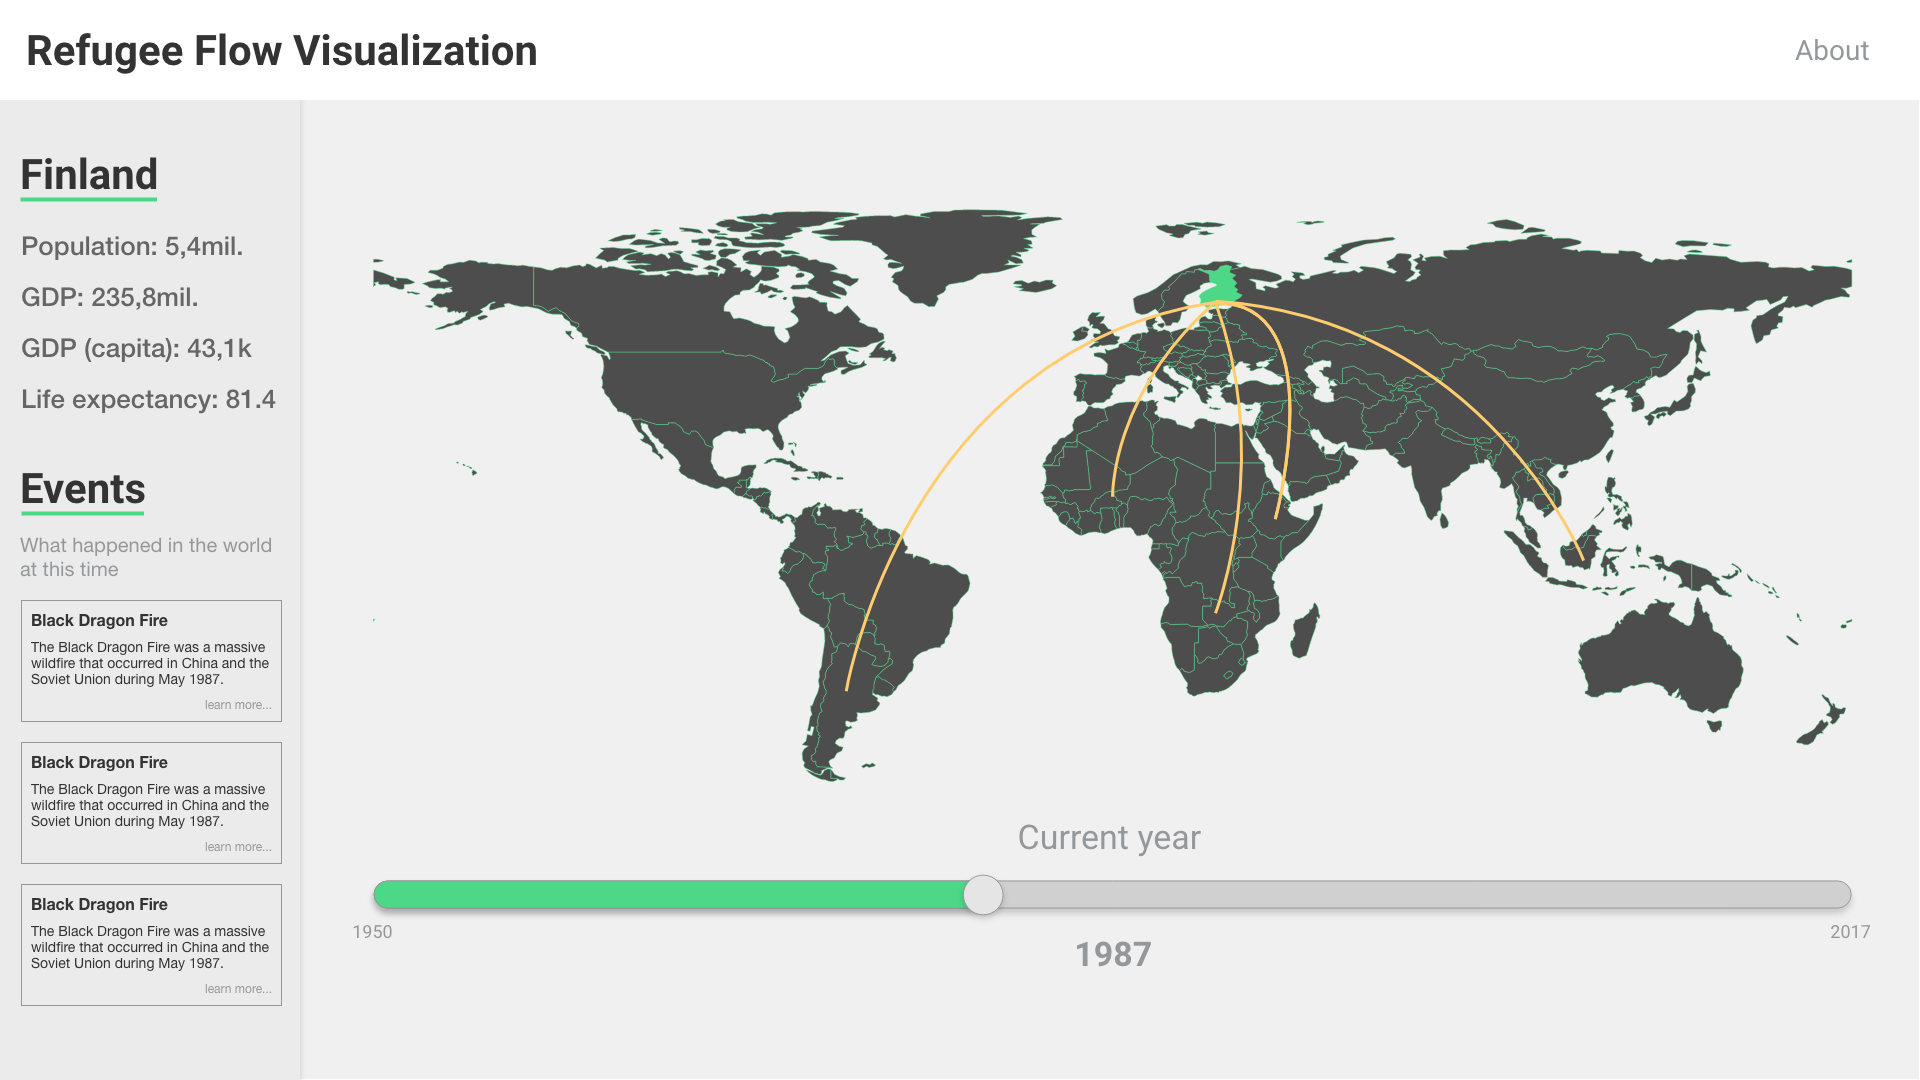 Refugee Flow Visualization
About
Finland
Population: 5,4mil.
GDP: 235,8mil.
GDP (capita): 43,1k
Life expectancy: 81.4
Events
What happened in the world
at this time
Black Dragon Fire
The Black Dragon Fire was a massive
wildfire that occurred in China and the
Soviet Union during May 1987.
learn more...
Black Dragon Fire
The Black Dragon Fire was a massive
wildfire that occurred in China and the
Soviet Union during May 1987.
learn more...
Black Dragon Fire
The Black Dragon Fire was a massive
wildfire that occurred in China and the
Soviet Union during May 1987.
learn more...
Current year
1950
2017
1987